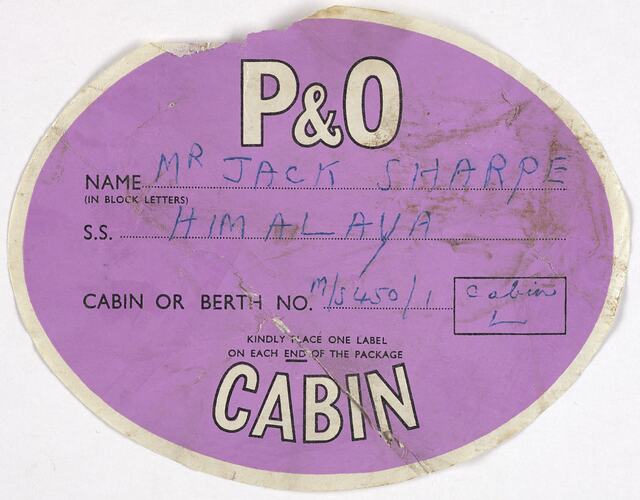 P&O
NAME MR JACK SHARPE
(IN BLOCK LETTERS)
S.S. HIMALAYA
CABIN OR BERTH NO. M/S450/1 Cabin
L
KINDLY PLACE ONE LABEL
ON EACH END OF THE PACKAGE
CABIN